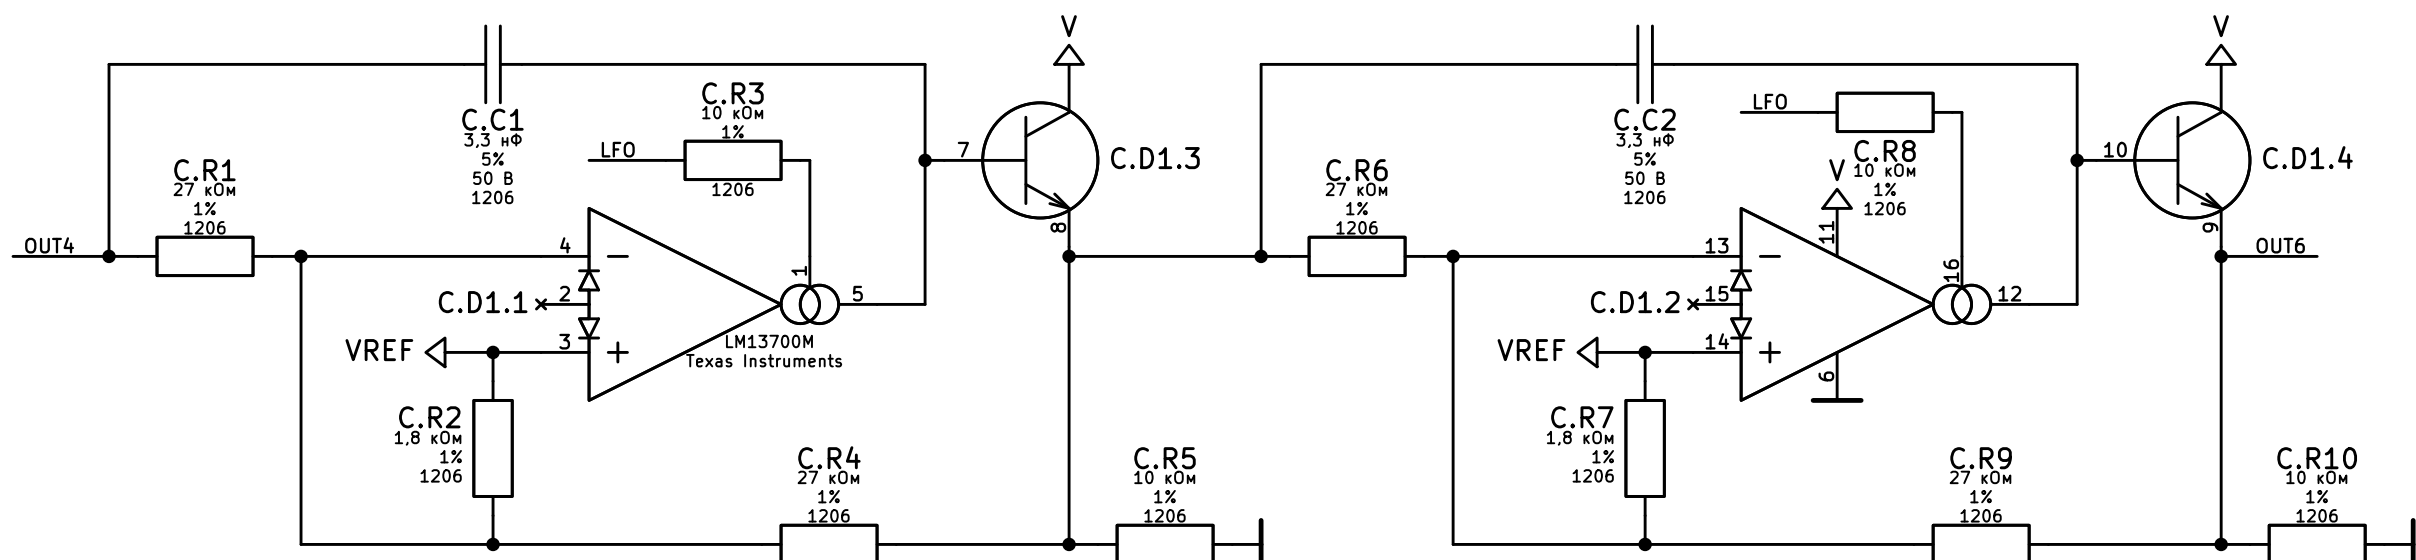 V
C.C1
3,3 нФ
5%
50 В
1206
C.R3
10 кОм
1%
1206
LFO
C.R1
27 кОм
1%
1206
OUT4
4
2
3
1
5
7
8
C.D1.3
C.D1.1
VREF
LM13700M
Texas Instruments
C.R2
1,8 кОм
1%
1206
C.R4
27 кОм
1%
1206
C.R5
10 кОм
1%
1206
V
C.C2
3,3 нФ
5%
50 В
1206
LFO
C.R8
10 кОм
1%
1206
V
C.R6
27 кОм
1%
1206
13
15
14
11
16
12
6
10
9
C.D1.4
OUT6
C.D1.2
VREF
C.R7
1,8 кОм
1%
1206
C.R9
27 кОм
1%
1206
C.R10
10 кОм
1%
1206